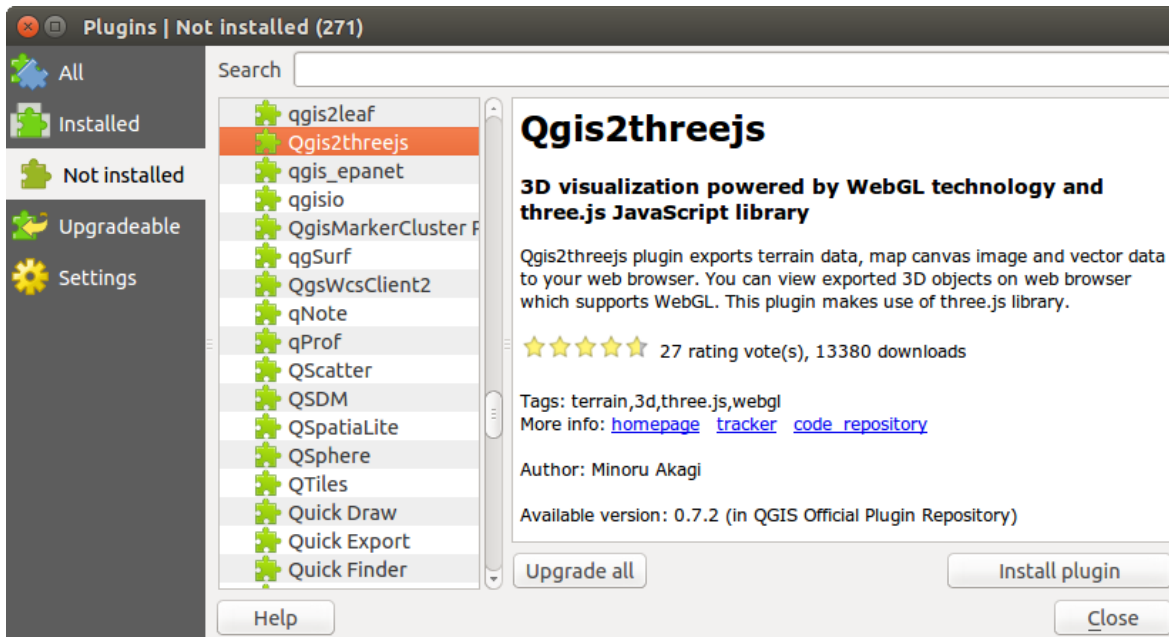 Plugins | Not installed (271)
All
Installed
Not installed
Upgradeable
Settings
Search
qgis2leaf
Qgis2threejs
qgis_epanet
qgisio
QgisMarkerCluster
qgSurf
QgsWcsClient2
qNote
qProf
QScatter
QSDM
QSpatiaLite
QSphere
QTiles
Quick Draw
Quick Export
Quick Finder
Qgis2threejs
3D visualization powered by WebGL technology and
three.js JavaScript library
Qgis2threejs plugin exports terrain data, map canvas image and vector data
to your web browser. You can view exported 3D objects on web browser
which supports WebGL. This plugin makes use of three.js library.
27 rating vote(s), 13380 downloads
Tags: terrain,3d,three.js,webgl
More info: homepage tracker code repository
Author: Minoru Akagi
Available version: 0.7.2 (in QGIS Official Plugin Repository)
Upgrade all
Install plugin
Help
Close